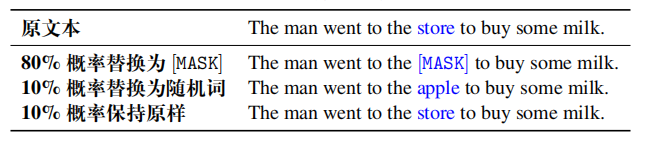 原文本 The man went to the store to buy some milk.
80% 概率替换为 [MASK] The man went to the [MASK] to buy some milk.
10% 概率替换为随机词 The man went to the apple to buy some milk.
10% 概率保持原样 The man went to the store to buy some milk.